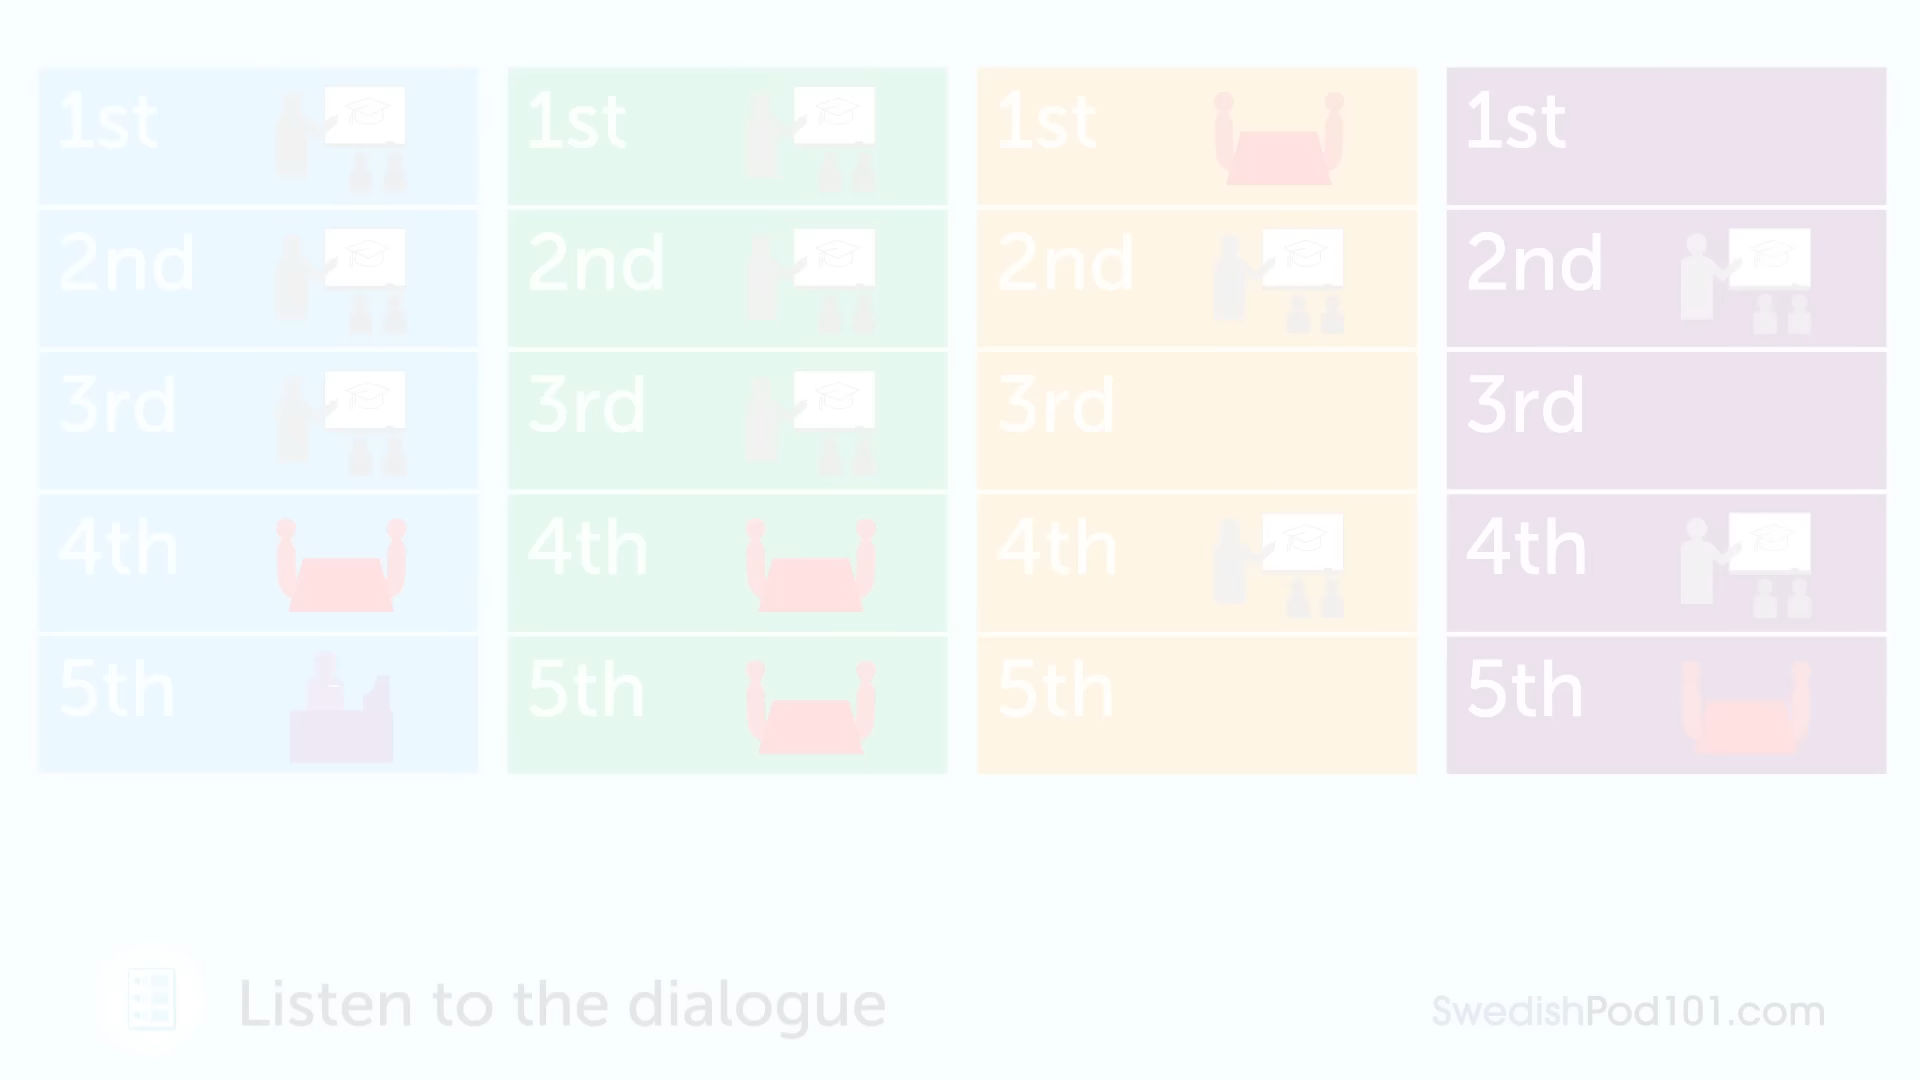 1st
2nd
3rd
4th
5th
1st
2nd
3rd
4th
5th
1st
2nd
3rd
4th
5th
1st
2nd
3rd
4th
5th
Listen to the dialogue
SwedishPod101.com